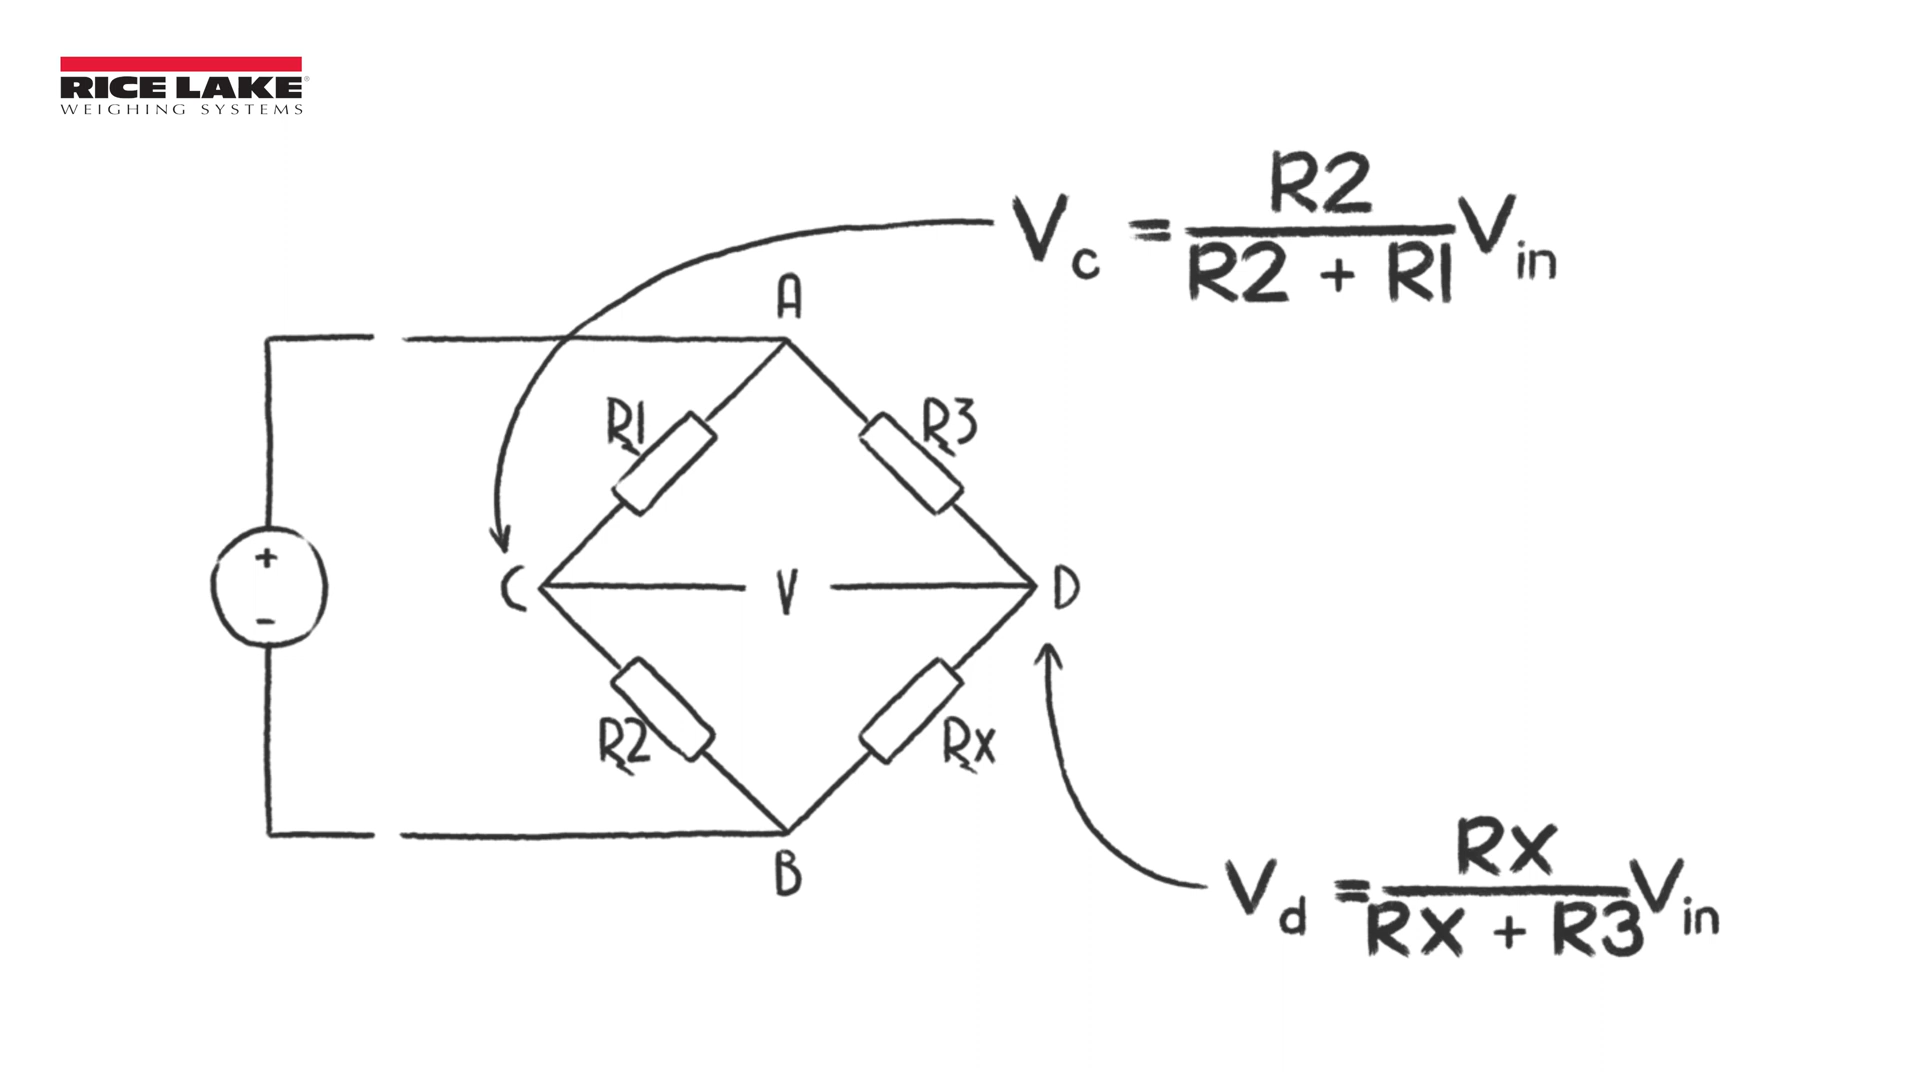 RICE LAKE®
WEIGHING SYSTEMS
Vc = R2 / R2 + R1 Vin
A
R1
R3
+
-
C
V
D
R2
Rx
B
Vd = Rx / Rx + R3 Vin